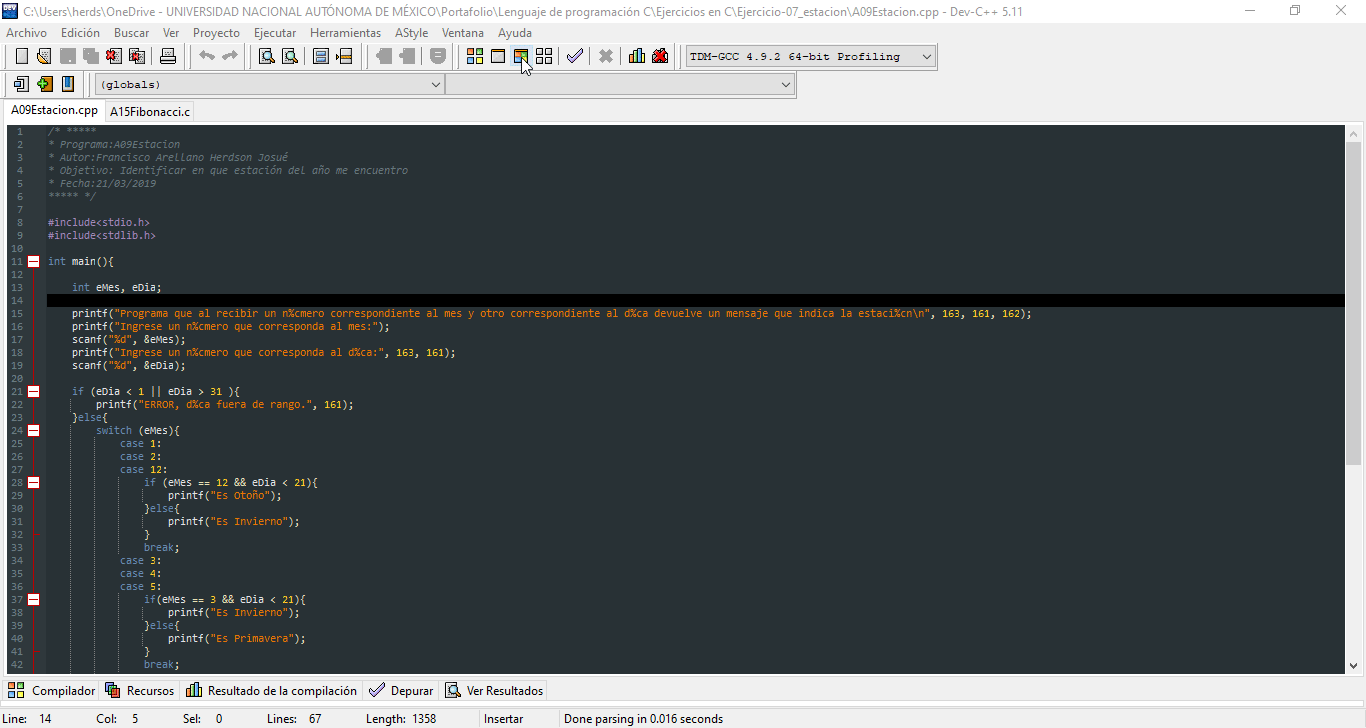 C:\Users\herds\OneDrive - UNIVERSIDAD NACIONAL AUTÓNOMA DE MÉXICO\Portafolio\Lenguaje de programación C\Ejercicios en C\Ejercicio-07_estacion\A09Estacion.cpp - Dev-C++ 5.11
Archivo Edición Buscar Ver Proyecto Ejecutar Herramientas AStyle Ventana Ayuda
TDM-GCC 4.9.2 64-bit Profiling
(globals)
A09Estacion.cpp A15Fibonacci.c
1 /* *****
2 * Programa:A09Estacion
3 * Autor:Francisco Arellano Herdson Josué
4 * Objetivo: Identificar en que estación del año me encuentro
5 * Fecha:21/03/2019
6 ***** */
7
8 #include<stdio.h>
9 #include<stdlib.h>
10
11 int main(){
12
13 int eMes, eDia;
14
15 printf("Programa que al recibir un n%cmero correspondiente al mes y otro correspondiente al d%ca devuelve un mensaje que indica la estaci%cn\n", 163, 161, 162);
16 printf("Ingrese un n%cmero que corresponda al mes:");
17 scanf("%d", &eMes);
18 printf("Ingrese un n%cmero que corresponda al d%ca:", 163, 161);
19 scanf("%d", &eDia);
20
21 if (eDia < 1 || eDia > 31 ){
22 printf("ERROR, d%ca fuera de rango.", 161);
23 }else{
24 switch (eMes){
25 case 1:
26 case 2:
27 case 12:
28 if (eMes == 12 && eDia < 21){
29 printf("Es Otoño");
30 }else{
31 printf("Es Invierno");
32 }
33 break;
34 case 3:
35 case 4:
36 case 5:
37 if(eMes == 3 && eDia < 21){
38 printf("Es Invierno");
39 }else{
40 printf("Es Primavera");
41 }
42 break;
Compilador Recursos Resultado de la compilación Depurar Ver Resultados
Line: 14 Col: 5 Sel: 0 Lines: 67 Length: 1358 Insertar Done parsing in 0.016 seconds